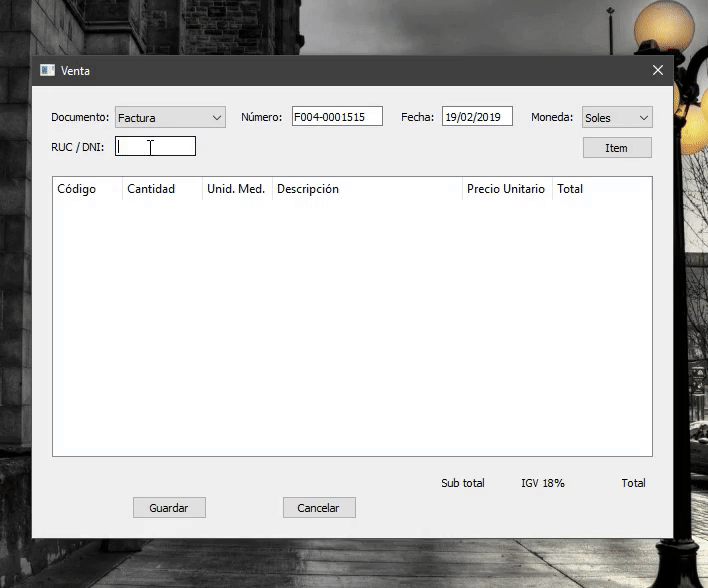 Venta
Documento: Factura Número: F004-0001515 Fecha: 19/02/2019 Moneda: Soles
RUC / DNI: Item
Código Cantidad Unid. Med. Descripción Precio Unitario Total
Sub total IGV 18% Total
Guardar Cancelar